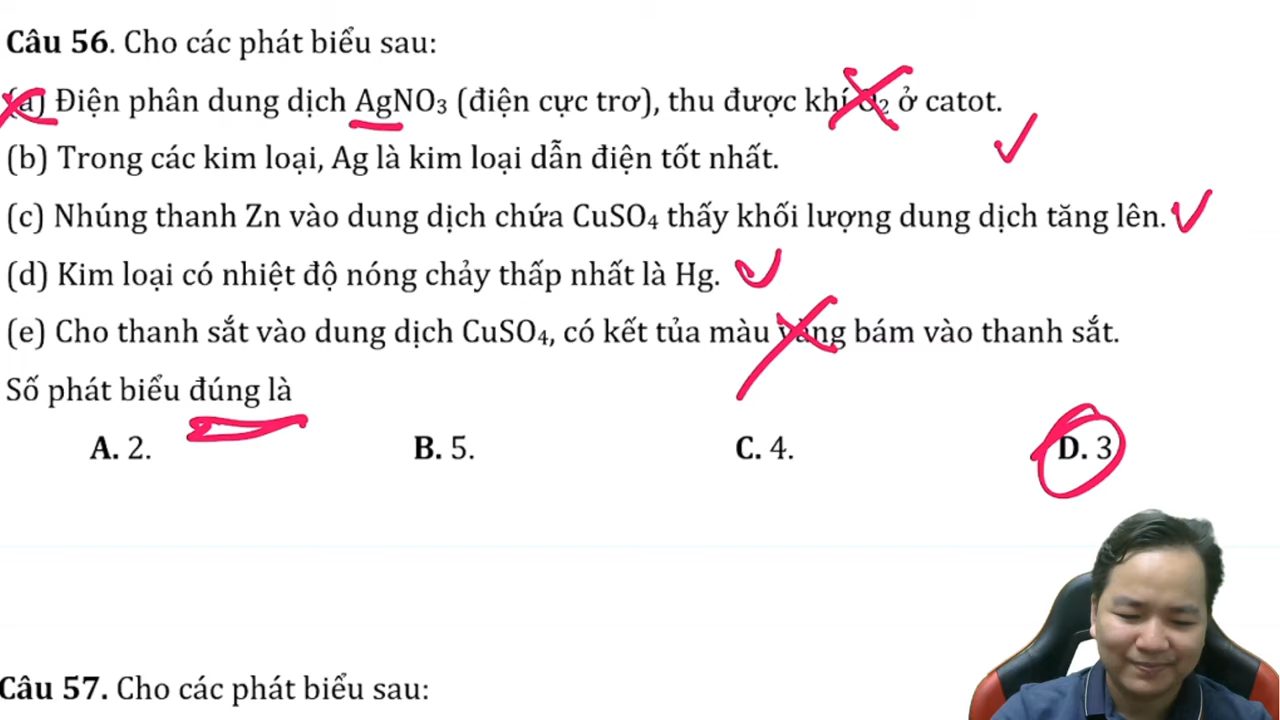 Câu 56. Cho các phát biểu sau:
(a) Điện phân dung dịch AgNO₃ (điện cực trơ), thu được khí O₂ ở catot.
(b) Trong các kim loại, Ag là kim loại dẫn điện tốt nhất.
(c) Nhúng thanh Zn vào dung dịch chứa CuSO₄ thấy khối lượng dung dịch tăng lên.
(d) Kim loại có nhiệt độ nóng chảy thấp nhất là Hg.
(e) Cho thanh sắt vào dung dịch CuSO₄, có kết tủa màu vàng bám vào thanh sắt.
Số phát biểu đúng là
A. 2. B. 5. C. 4. D. 3
Câu 57. Cho các phát biểu sau: